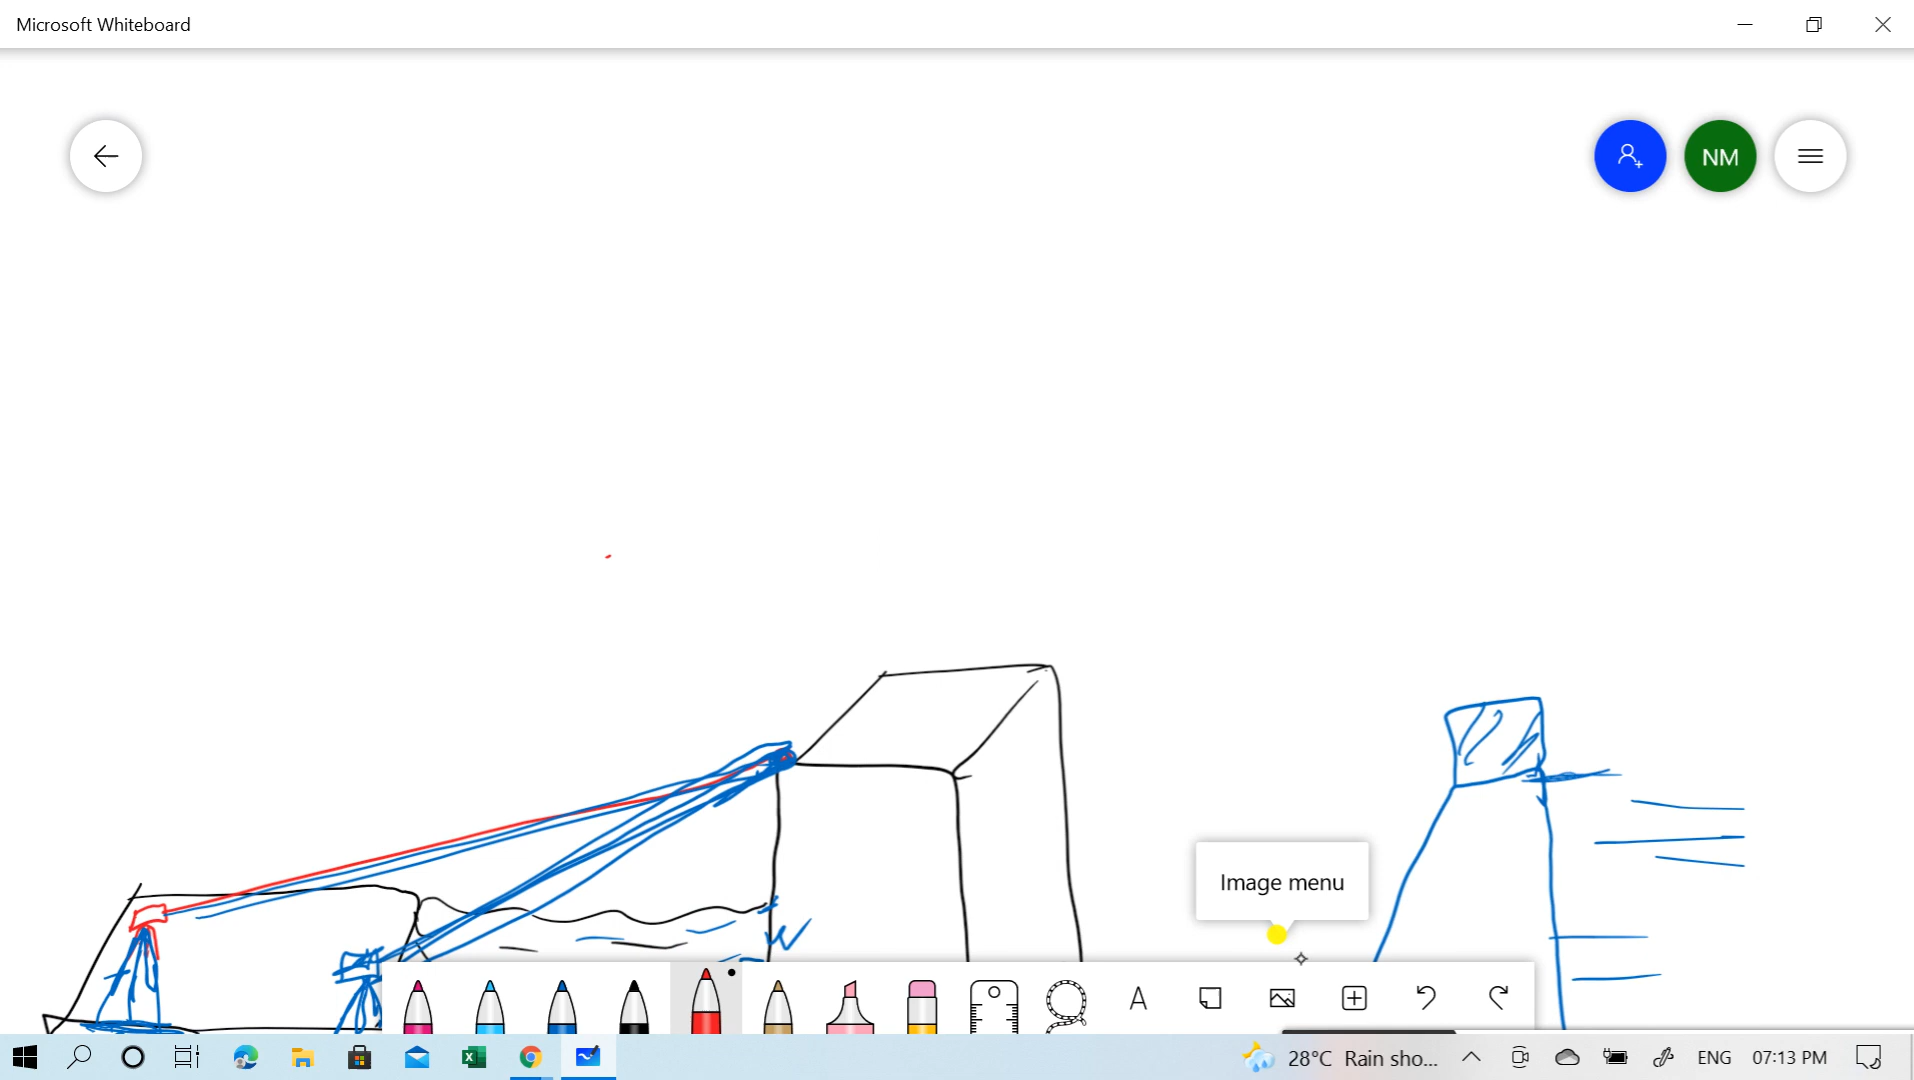 Microsoft Whiteboard
NM
W
Image menu
A
28°C Rain sho...
ENG
07:13 PM